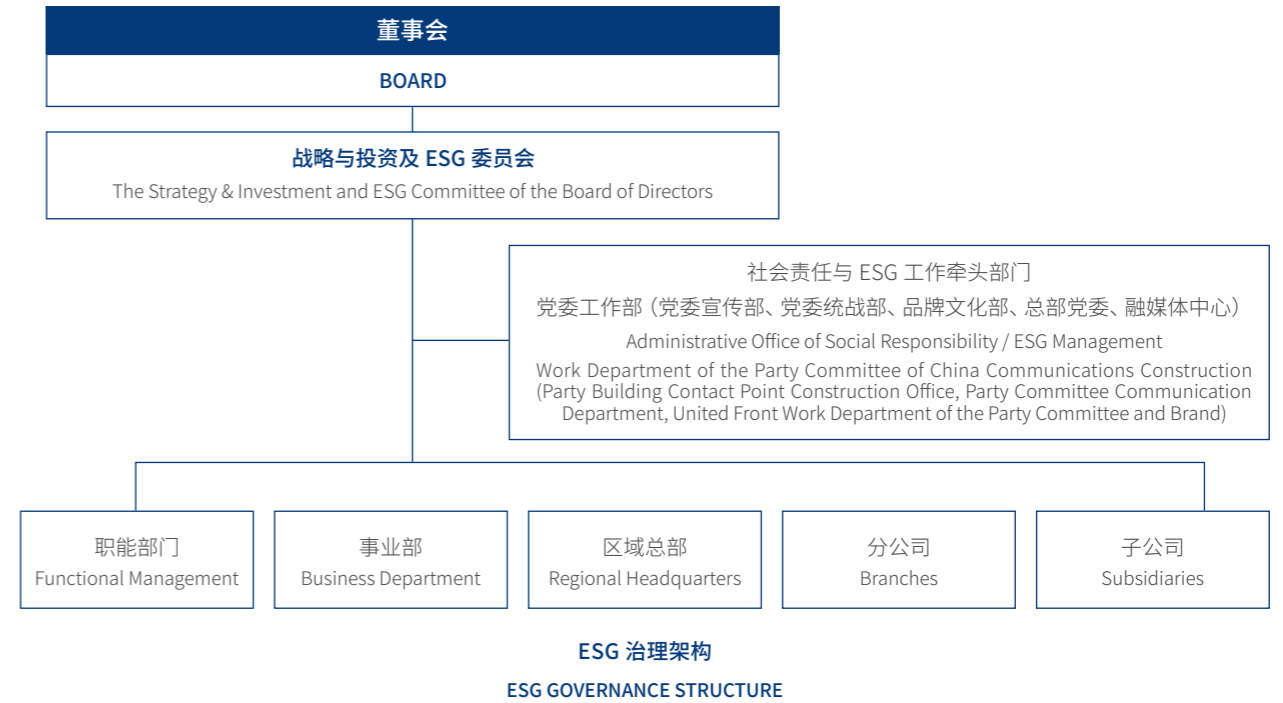 董事会
BOARD
战略与投资及 ESG 委员会
The Strategy & Investment and ESG Committee of the Board of Directors
社会责任与 ESG 工作牵头部门
党委工作部（党委宣传部、党委统战部、品牌文化部、总部党委、融媒体中心）
Administrative Office of Social Responsibility / ESG Management
Work Department of the Party Committee of China Communications Construction
(Party Building Contact Point Construction Office, Party Committee Communication
Department, United Front Work Department of the Party Committee and Brand)
职能部门
Functional Management
事业部
Business Department
区域总部
Regional Headquarters
分公司
Branches
子公司
Subsidiaries
ESG 治理架构
ESG GOVERNANCE STRUCTURE